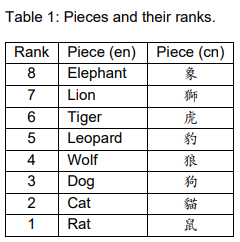 Table 1: Pieces and their ranks.
Rank Piece (en) Piece (cn)
8 Elephant 象
7 Lion 獅
6 Tiger 虎
5 Leopard 豹
4 Wolf 狼
3 Dog 狗
2 Cat 貓
1 Rat 鼠